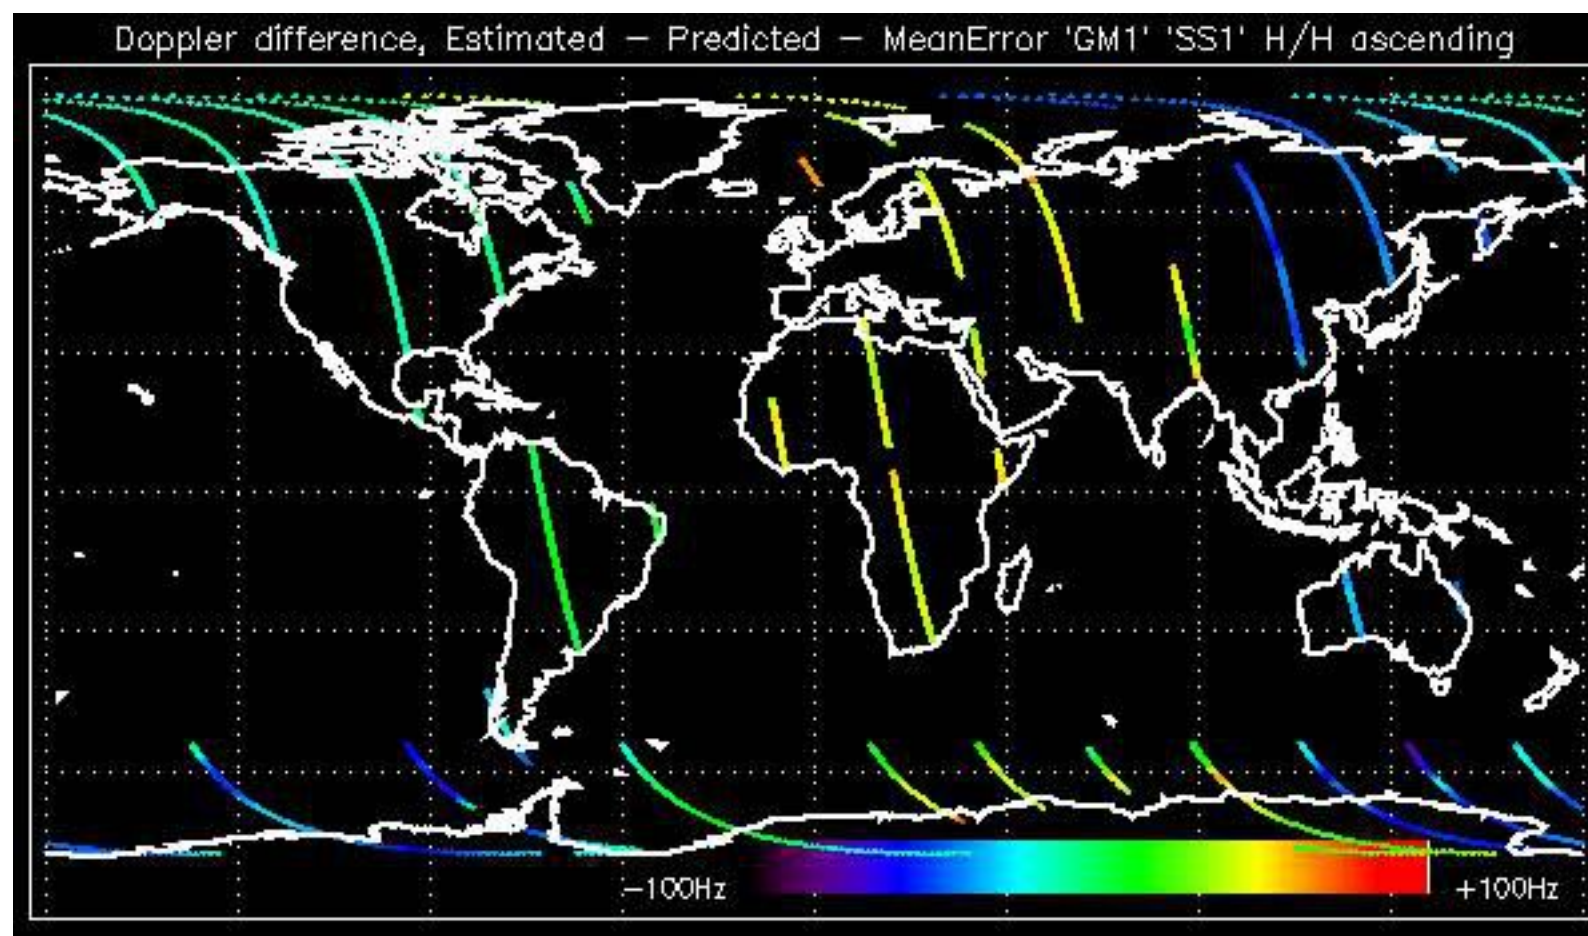 Doppler difference, Estimated — Predicted — MeanError 'GM1' 'SS1' H/H ascending
−100Hz
+100Hz